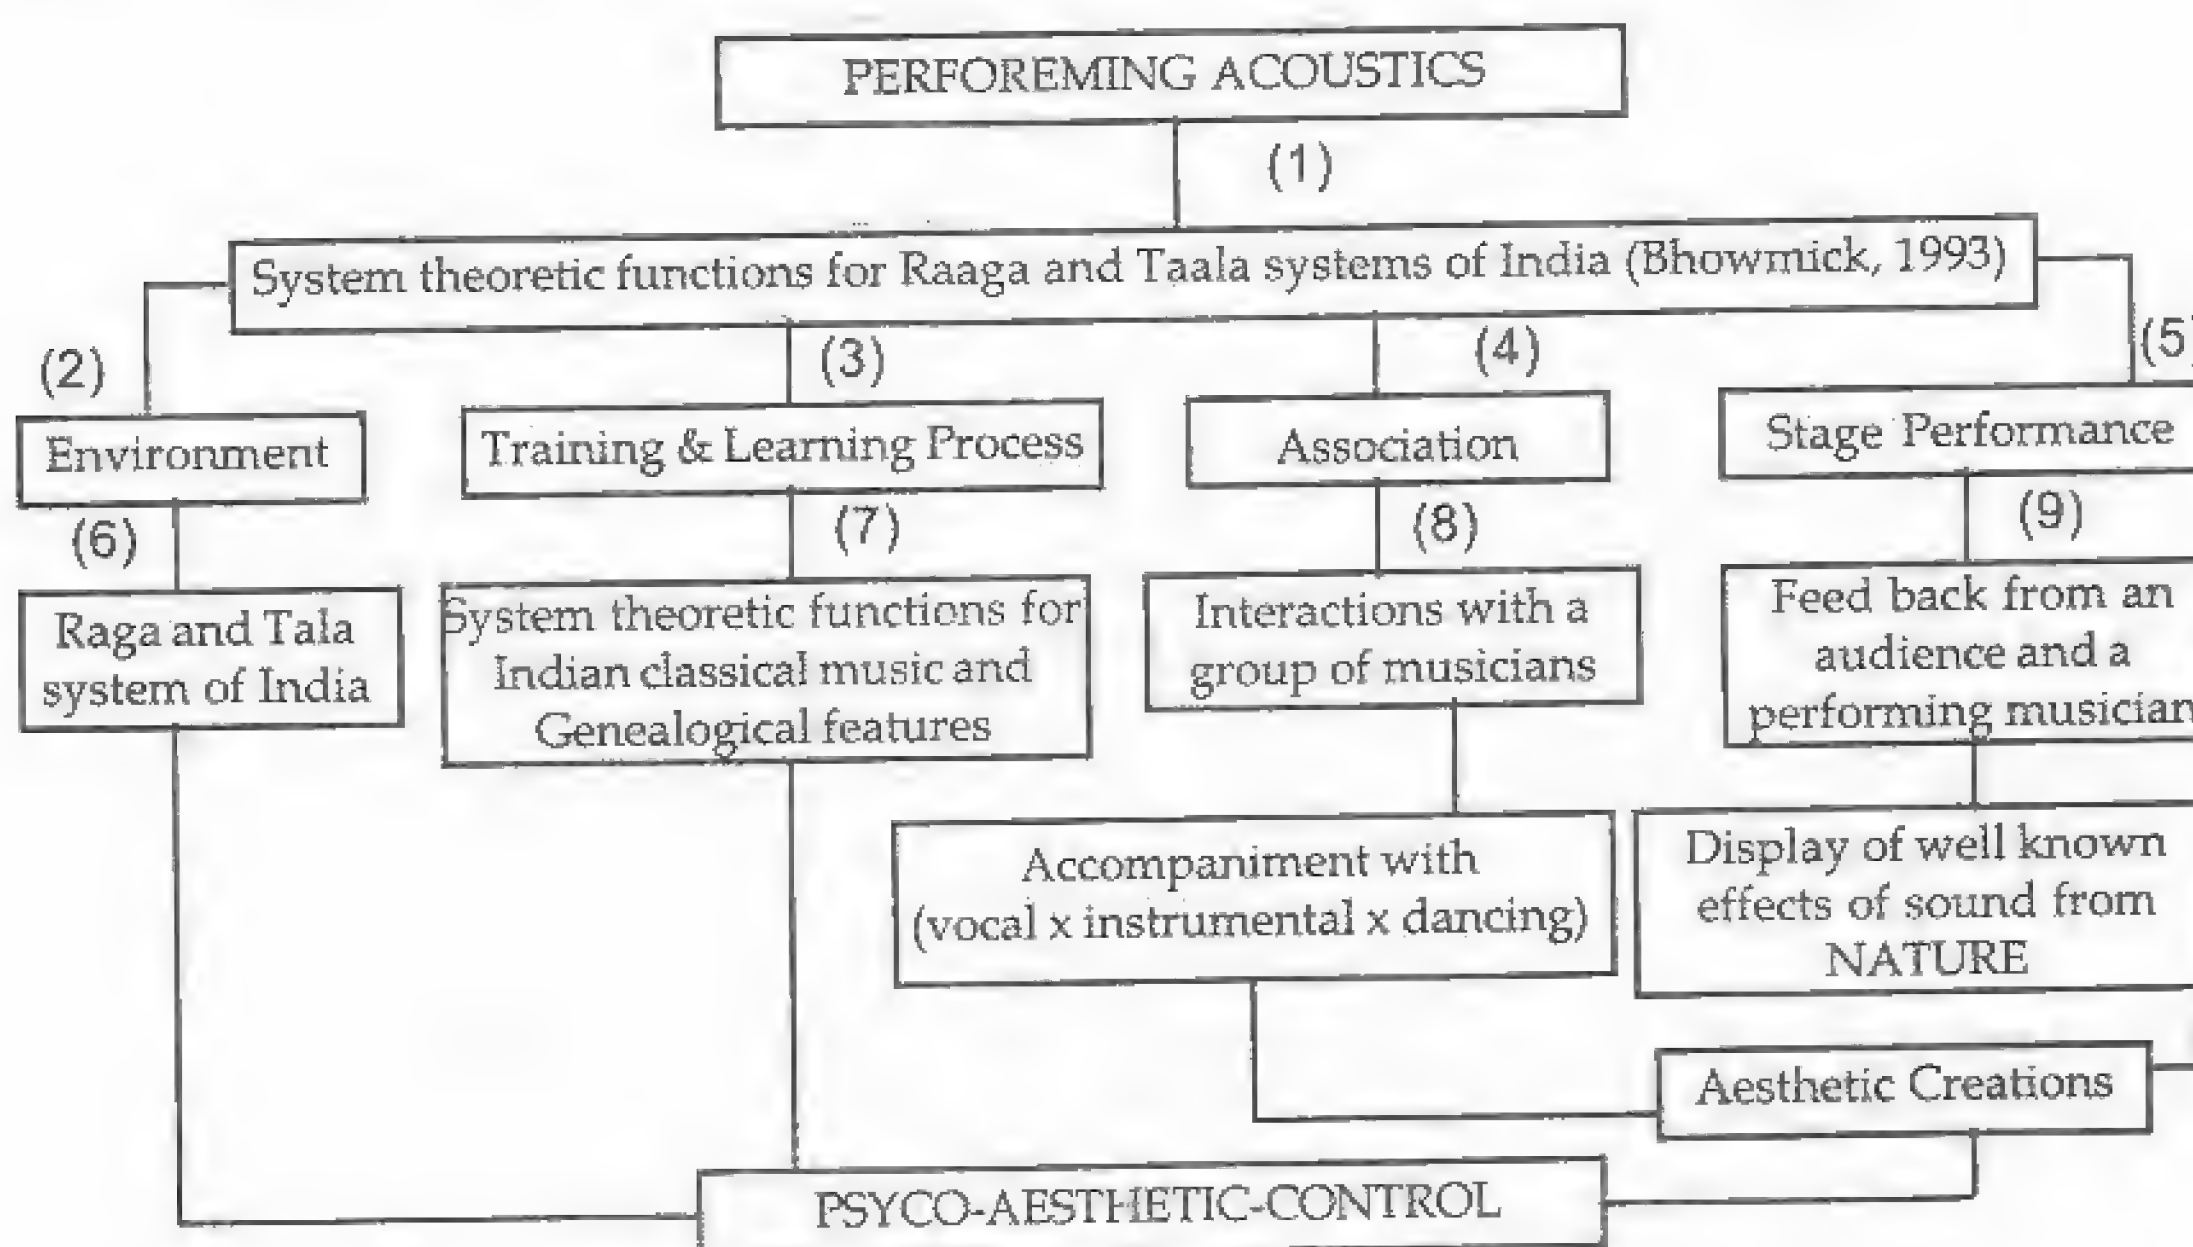 PERFOREMING ACOUSTICS
(1)
System theoretic functions for Raaga and Taala systems of India (Bhowmick, 1993)
(2)
(3)
(4)
(5)
Environment
Training & Learning Process
Association
Stage Performance
(6)
(7)
(8)
(9)
Raga and Tala
system of India
System theoretic functions for
Indian classical music and
Genealogical features
Interactions with a
group of musicians
Feed back from an
audience and a
performing musician
Accompaniment with
(vocal x instrumental x dancing)
Display of well known
effects of sound from
NATURE
Aesthetic Creations
PSYCO-AESTHETIC-CONTROL